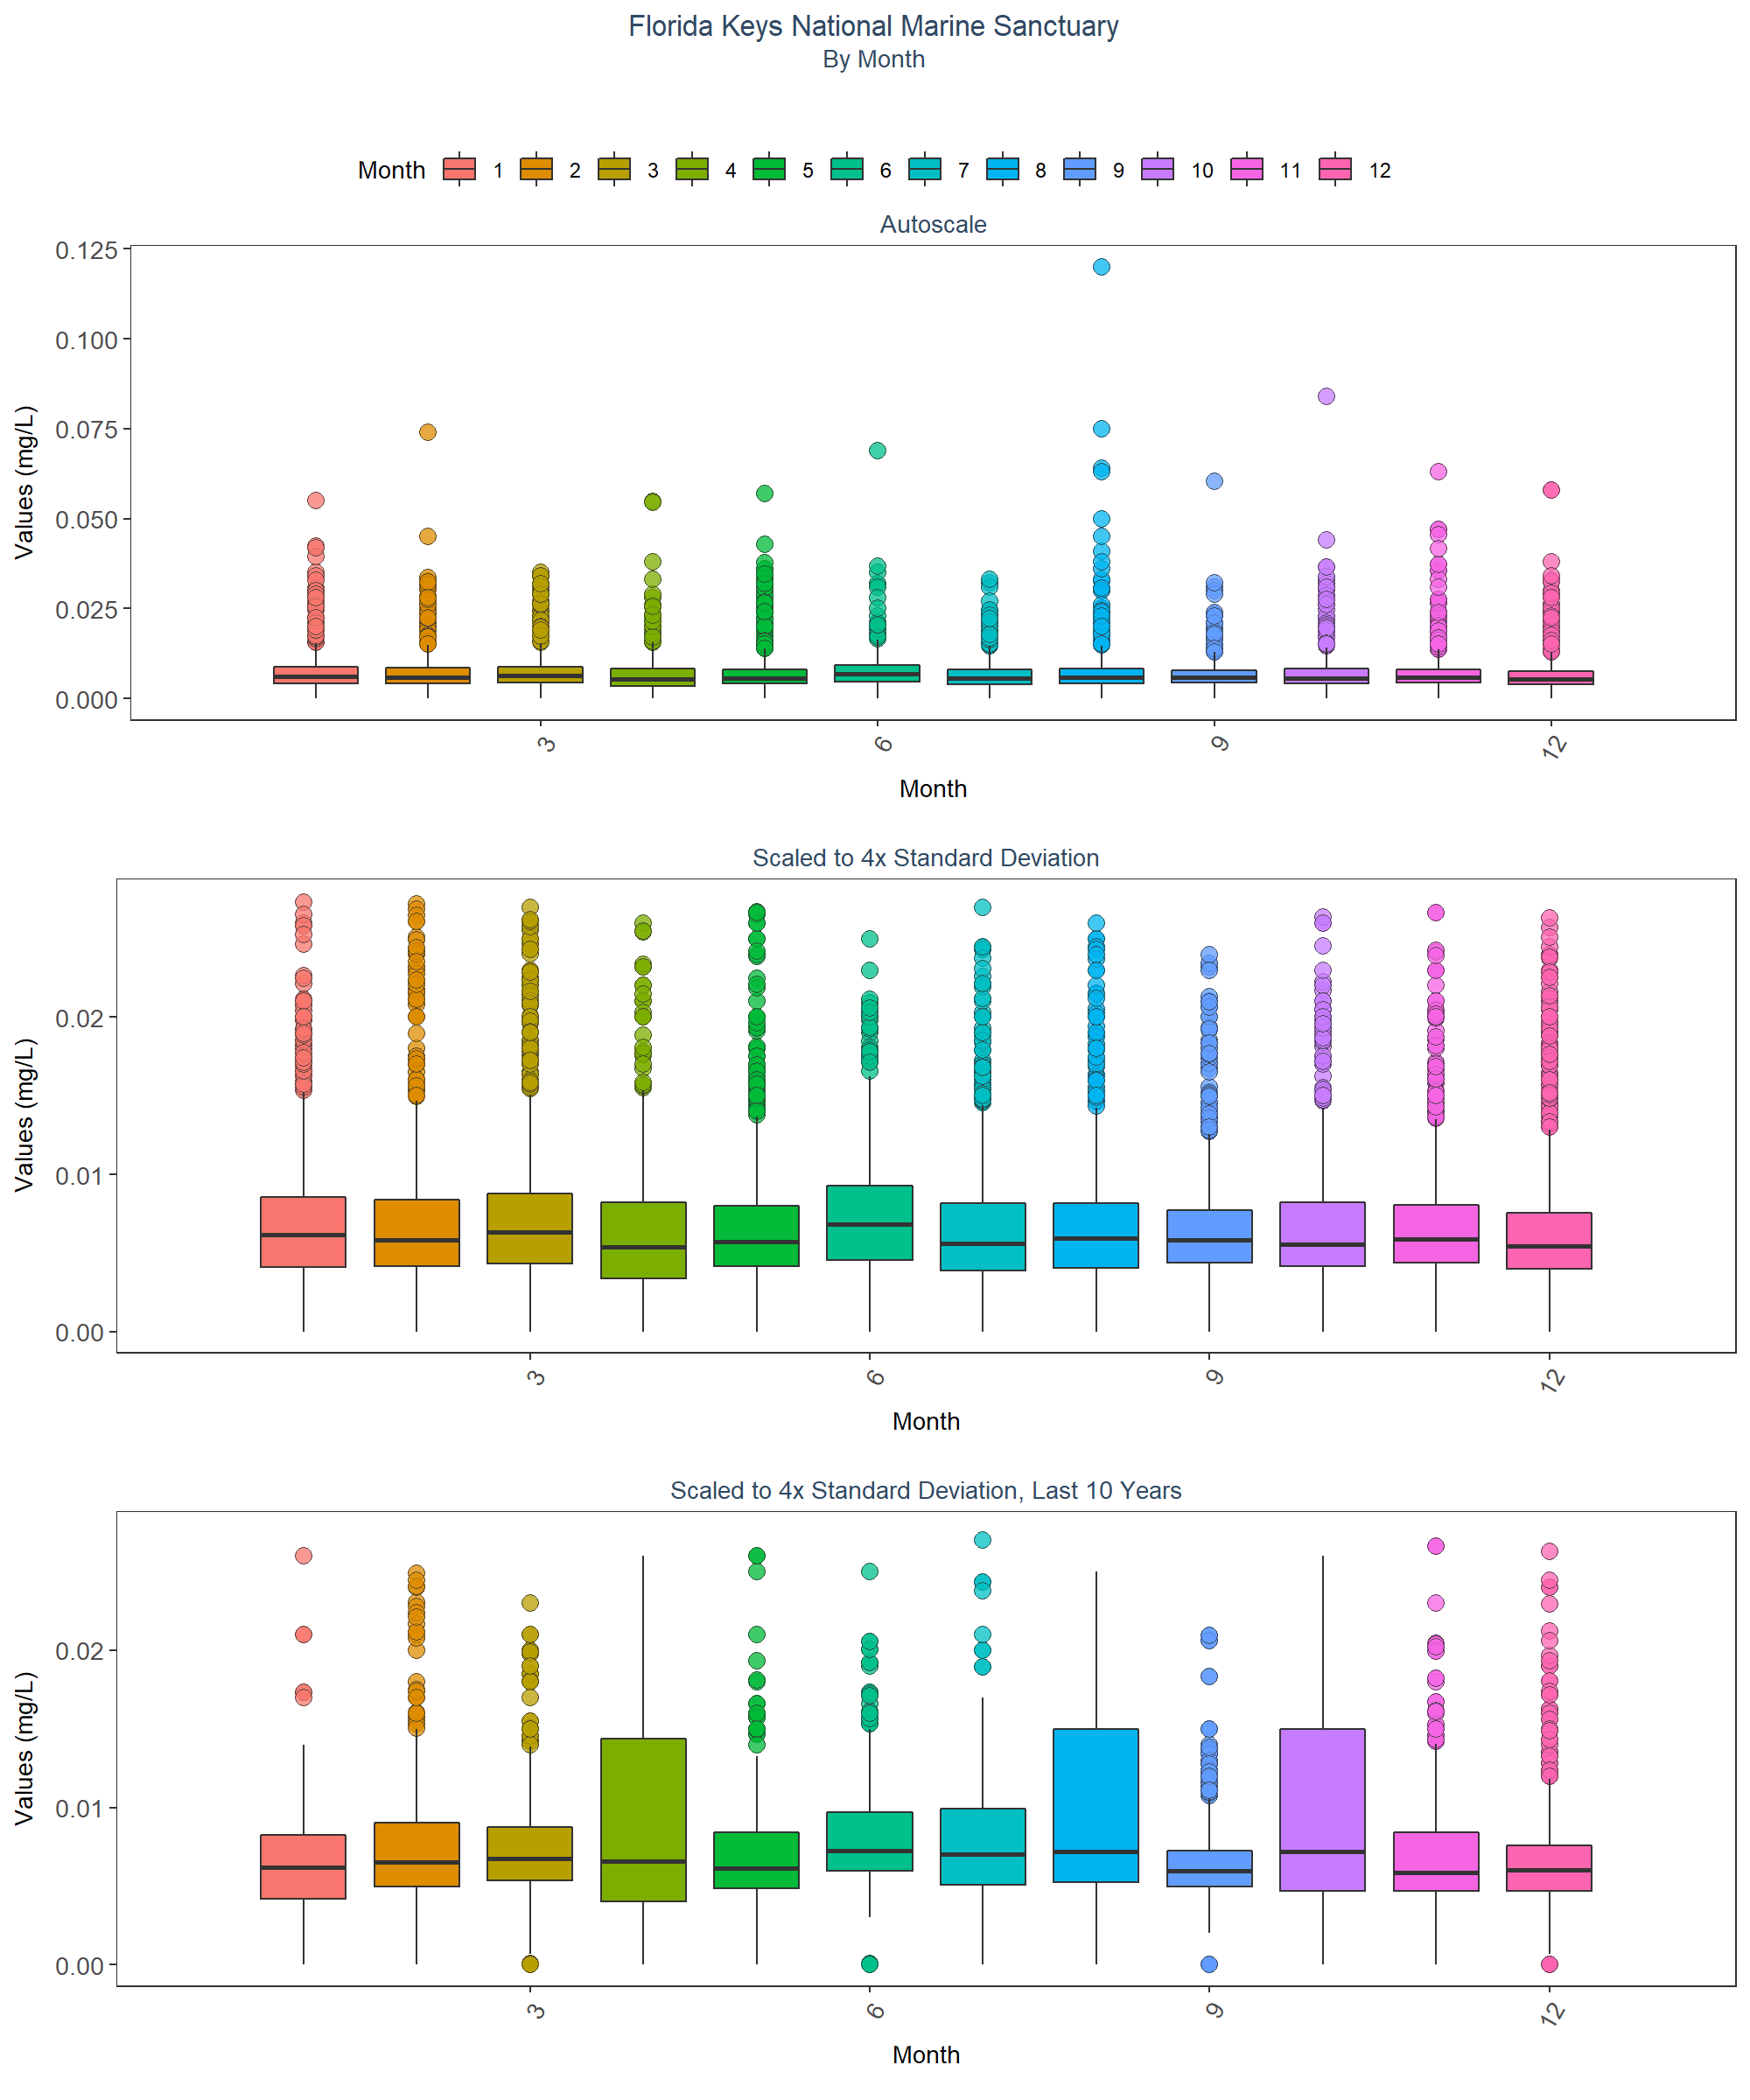 Florida Keys National Marine Sanctuary
By Month
Month 1 2 3 4 5 6 7 8 9 10 11 12
Autoscale
Values (mg/L)
0.125
0.100
0.075
0.050
0.025
0.000
3 6 9 12
Month
Scaled to 4x Standard Deviation
Values (mg/L)
0.02
0.01
0.00
3 6 9 12
Month
Scaled to 4x Standard Deviation, Last 10 Years
Values (mg/L)
0.02
0.01
0.00
3 6 9 12
Month